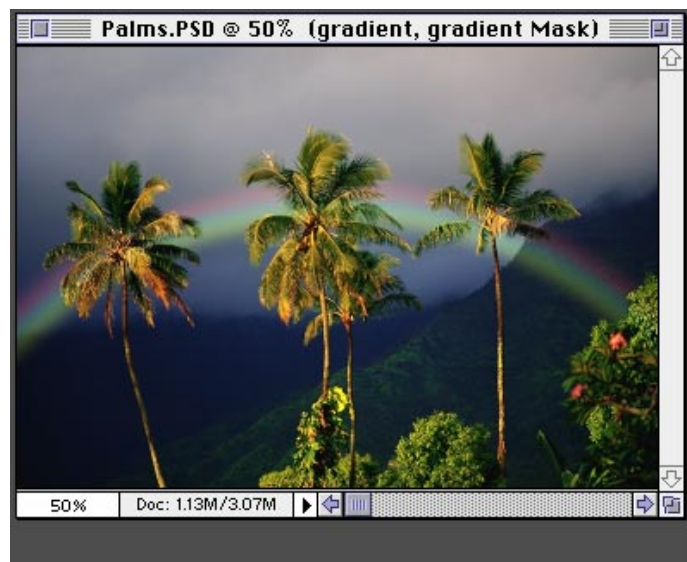 Palms.PSD @ 50% (gradient, gradient Mask)
50%
Doc: 1.13M/3.07M